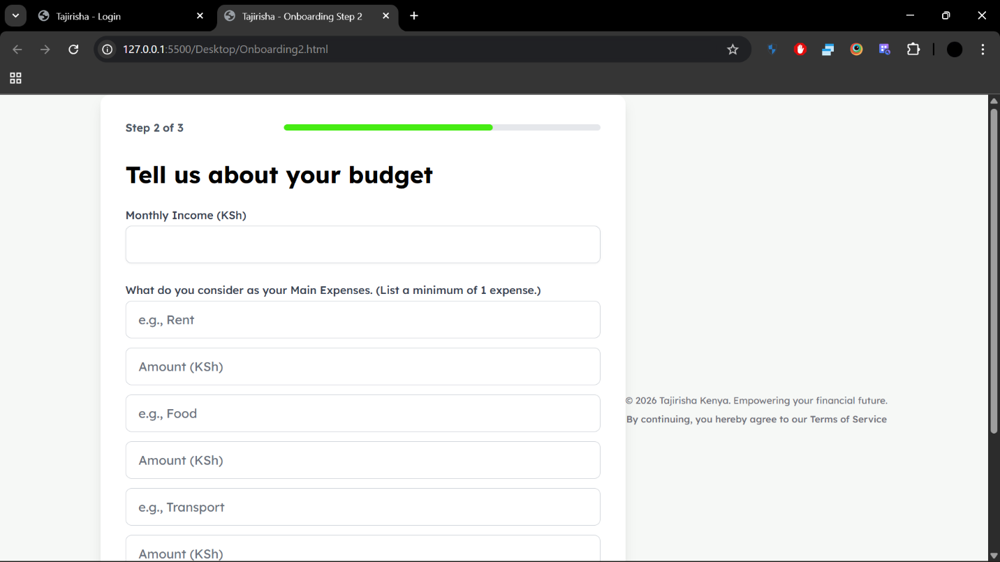 Tajirisha - Login
Tajirisha - Onboarding Step 2
127.0.0.1:5500/Desktop/Onboarding2.html
Step 2 of 3
Tell us about your budget
Monthly Income (KSh)
What do you consider as your Main Expenses. (List a minimum of 1 expense.)
e.g., Rent
Amount (KSh)
e.g., Food
Amount (KSh)
e.g., Transport
Amount (KSh)
© 2026 Tajirisha Kenya. Empowering your financial future.
By continuing, you hereby agree to our Terms of Service